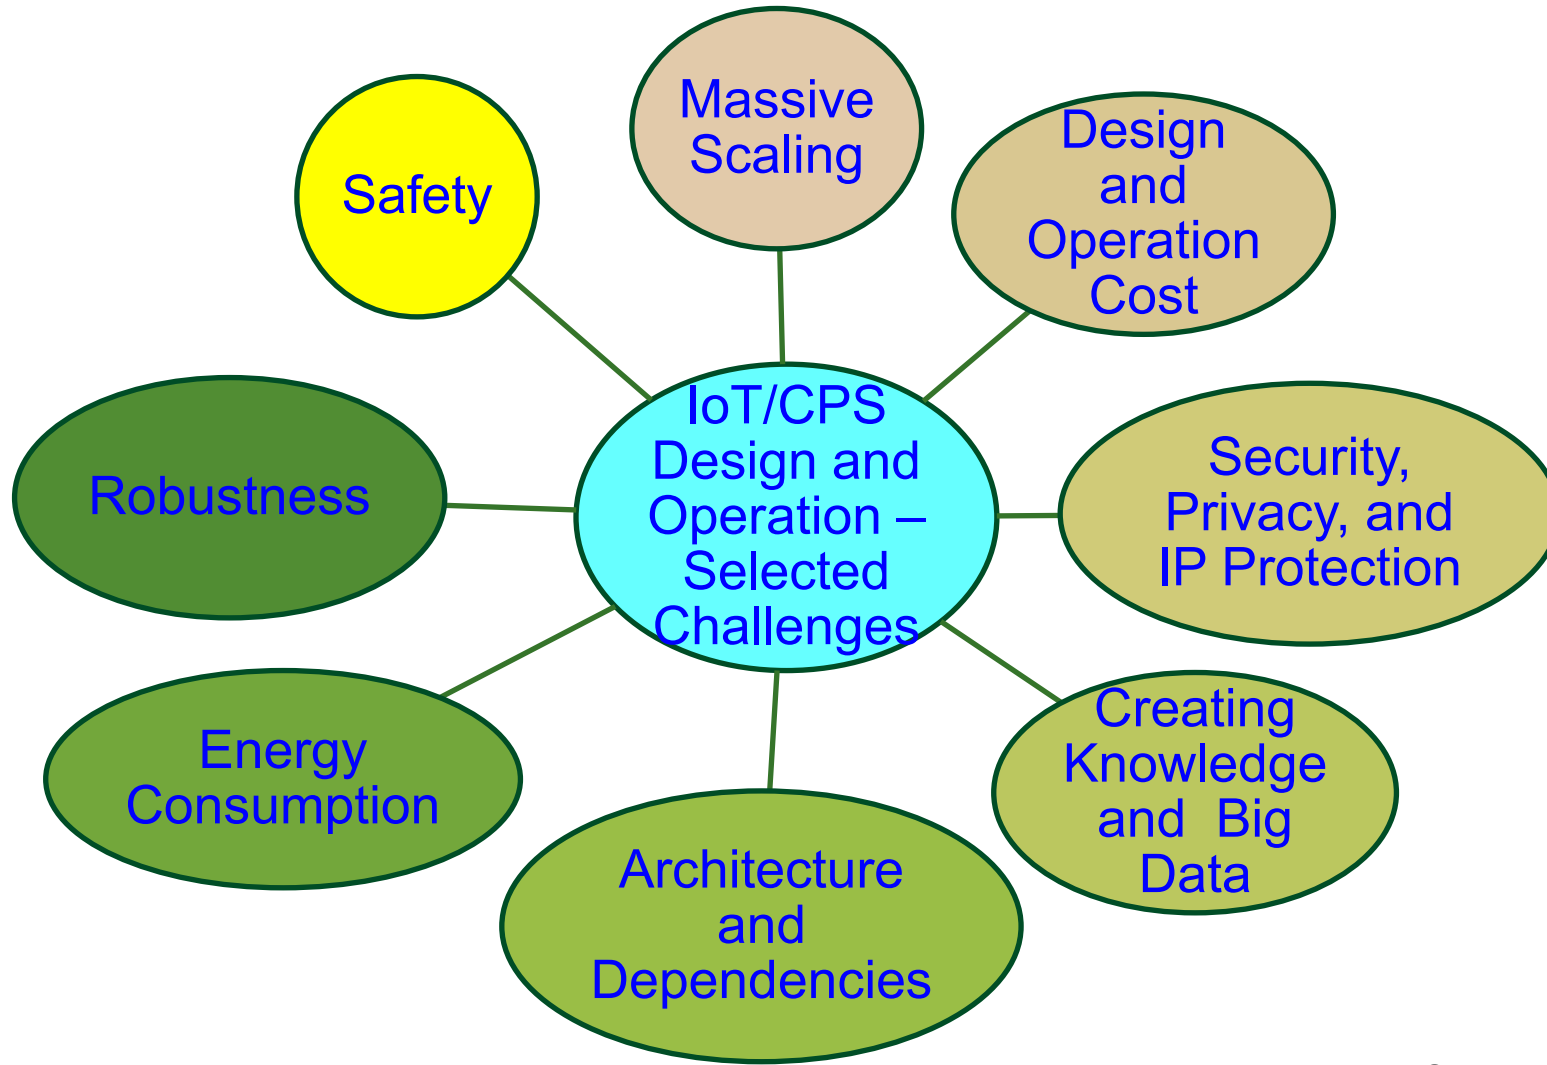 Massive
Scaling
Design
and
Operation
Cost
Safety
IoT/CPS
Design and
Operation –
Selected
Challenges
Security,
Privacy, and
IP Protection
Robustness
Creating
Knowledge
and  Big
Data
Energy
Consumption
Architecture
and
Dependencies